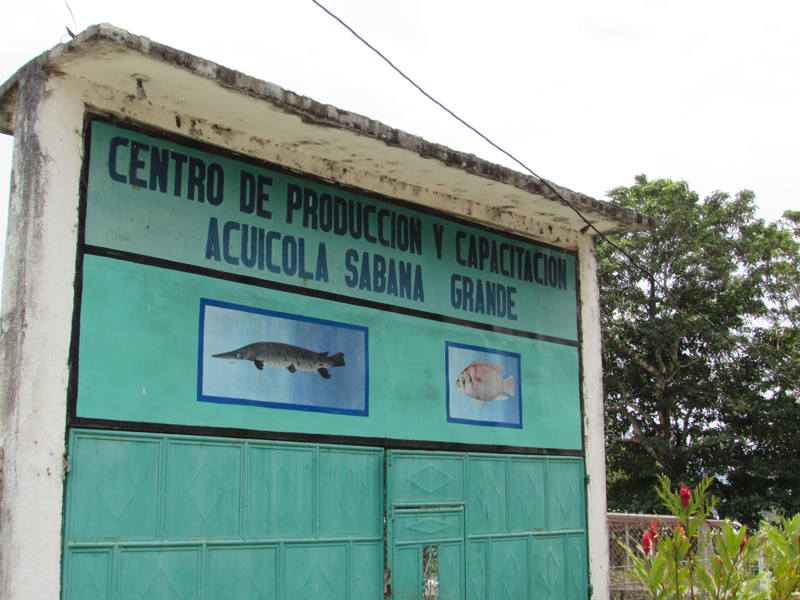 CENTRO DE PRODUCCION Y CAPACITACION
ACUICOLA SABANA GRANDE